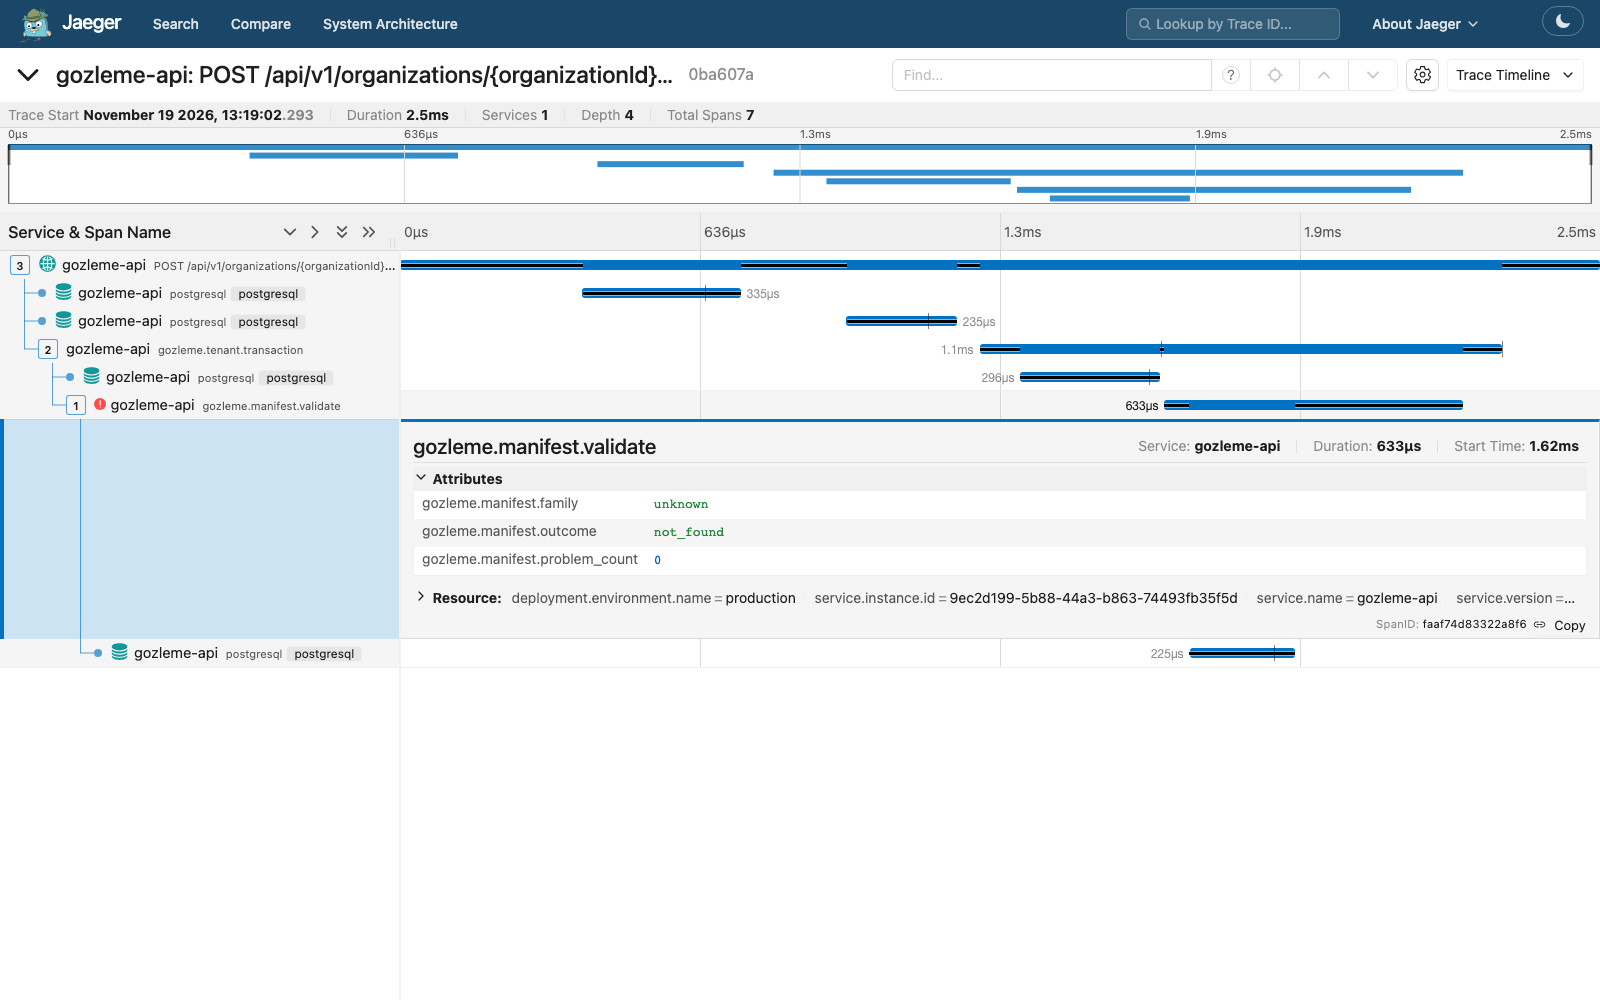 Jaeger Search Compare System Architecture Lookup by Trace ID... About Jaeger
gozleme-api: POST /api/v1/organizations/{organizationId}... 0ba607a Find... ? Trace Timeline
Trace Start November 19 2026, 13:19:02.293 Duration 2.5ms Services 1 Depth 4 Total Spans 7
0μs 636μs 1.3ms 1.9ms 2.5ms
Service & Span Name 0μs 636μs 1.3ms 1.9ms 2.5ms
3 gozleme-api POST /api/v1/organizations/{organizationId}...
gozleme-api postgresql postgresql 335μs
gozleme-api postgresql postgresql 235μs
2 gozleme-api gozleme.tenant.transaction 1.1ms
gozleme-api postgresql postgresql 296μs
1 gozleme-api gozleme.manifest.validate 633μs
gozleme.manifest.validate Service: gozleme-api Duration: 633μs Start Time: 1.62ms
Attributes
gozleme.manifest.family unknown
gozleme.manifest.outcome not_found
gozleme.manifest.problem_count 0
Resource: deployment.environment.name = production service.instance.id = 9ec2d199-5b88-44a3-b863-74493fb35f5d service.name = gozleme-api service.version =...
SpanID: faaf74d83322a8f6 Copy
gozleme-api postgresql postgresql 225μs